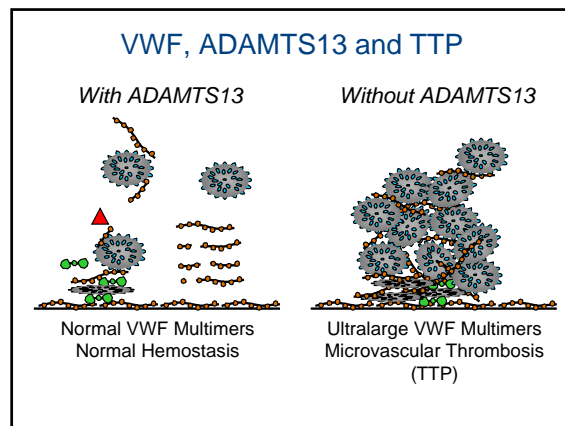 VWF, ADAMTS13 and TTP
With ADAMTS13
Without ADAMTS13
Normal VWF Multimers
Normal Hemostasis
Ultralarge VWF Multimers
Microvascular Thrombosis
(TTP)